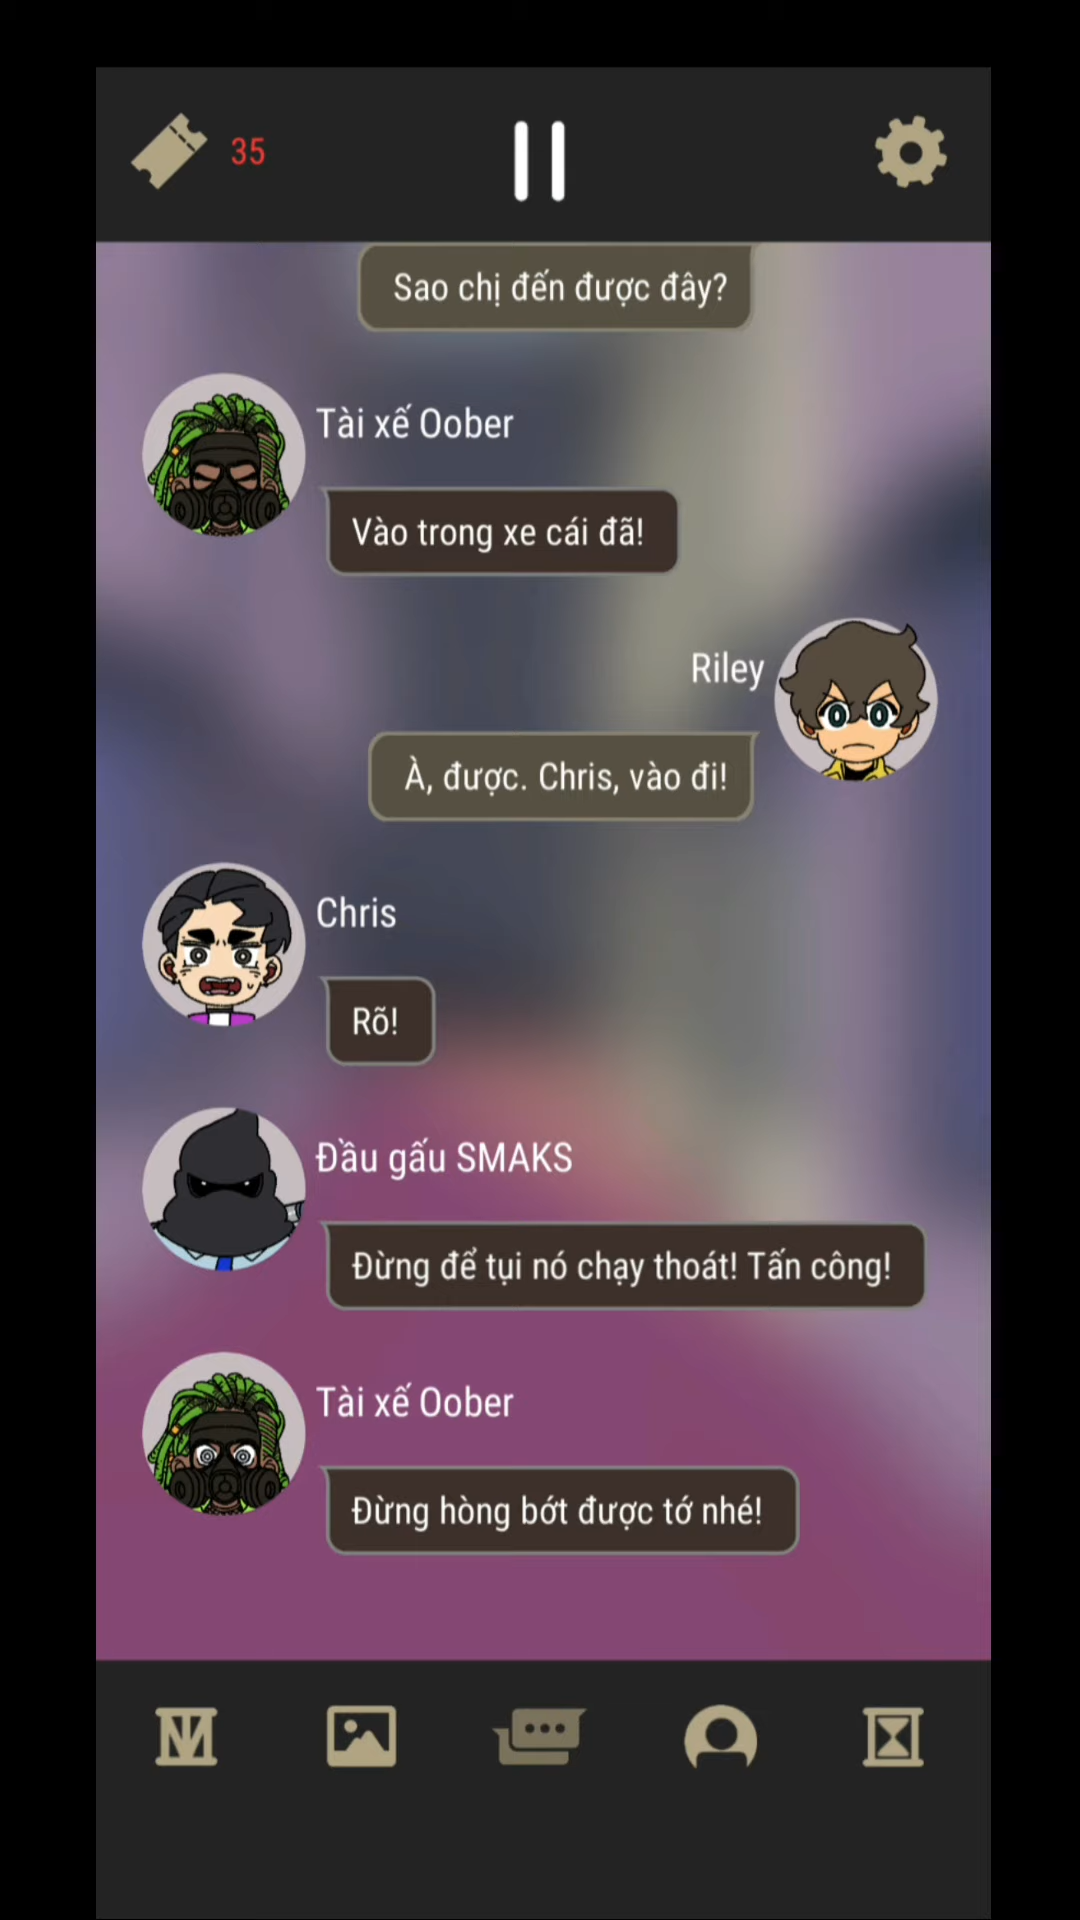 35
Sao chị đến được đây?
Tài xế Oober
Vào trong xe cái đã!
Riley
À, được. Chris, vào đi!
Chris
Rõ!
Đầu gấu SMAKS
Đừng để tụi nó chạy thoát! Tấn công!
Tài xế Oober
Đừng hòng bớt được tớ nhé!